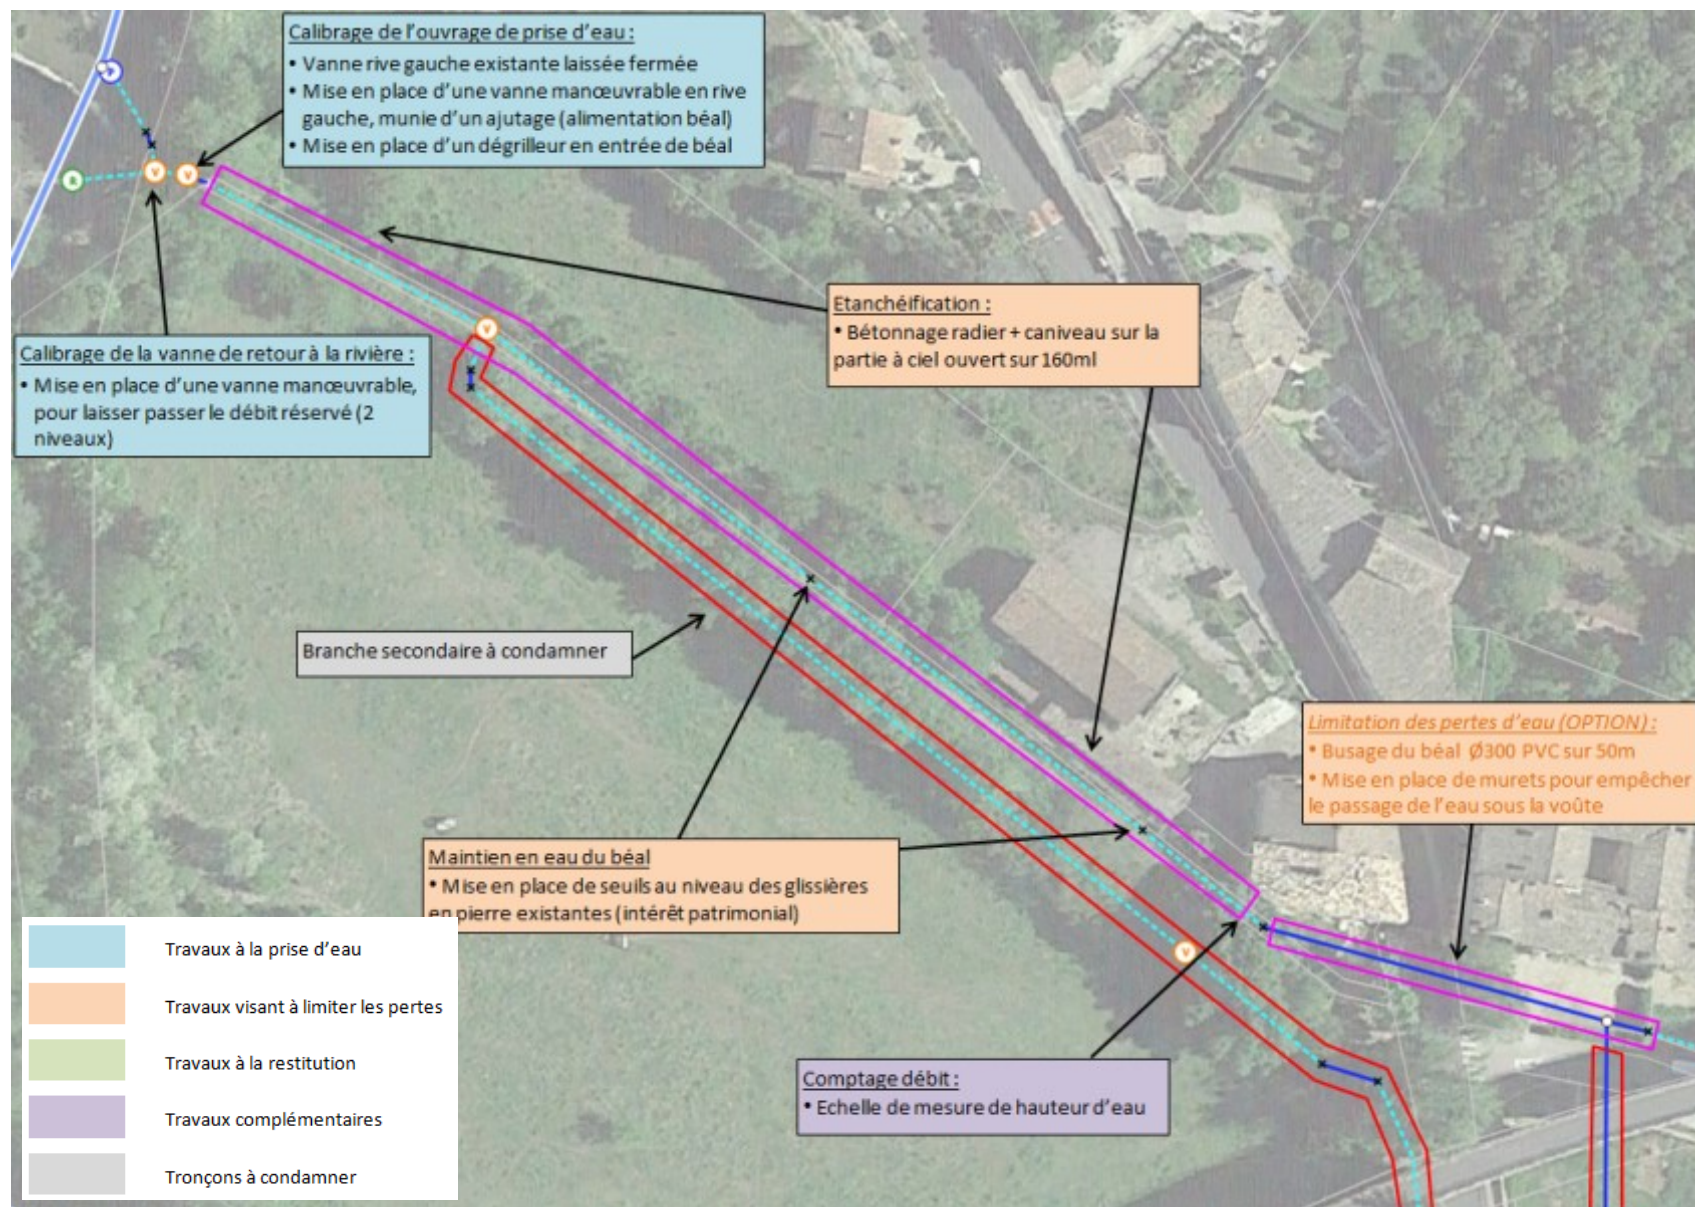 Calibrage de l'ouvrage de prise d'eau :
• Vanne rive gauche existante laissée fermée
• Mise en place d'une vanne manœuvrable en rive
gauche, munie d'un ajutage (alimentation béal)
• Mise en place d'un dégrilleur en entrée de béal
Calibrage de la vanne de retour à la rivière :
• Mise en place d'une vanne manœuvrable,
pour laisser passer le débit réservé (2
niveaux)
Etanchéification :
• Bétonnage radier + caniveau sur la
partie à ciel ouvert sur 160ml
Branche secondaire à condamner
Limitation des pertes d'eau (OPTION) :
• Busage du béal Ø300 PVC sur 50m
• Mise en place de murets pour empêcher
le passage de l'eau sous la voûte
Maintien en eau du béal
• Mise en place de seuils au niveau des glissières
en pierre existantes (intérêt patrimonial)
Comptage débit :
• Echelle de mesure de hauteur d'eau
Travaux à la prise d'eau
Travaux visant à limiter les pertes
Travaux à la restitution
Travaux complémentaires
Tronçons à condamner
V
V
V
V